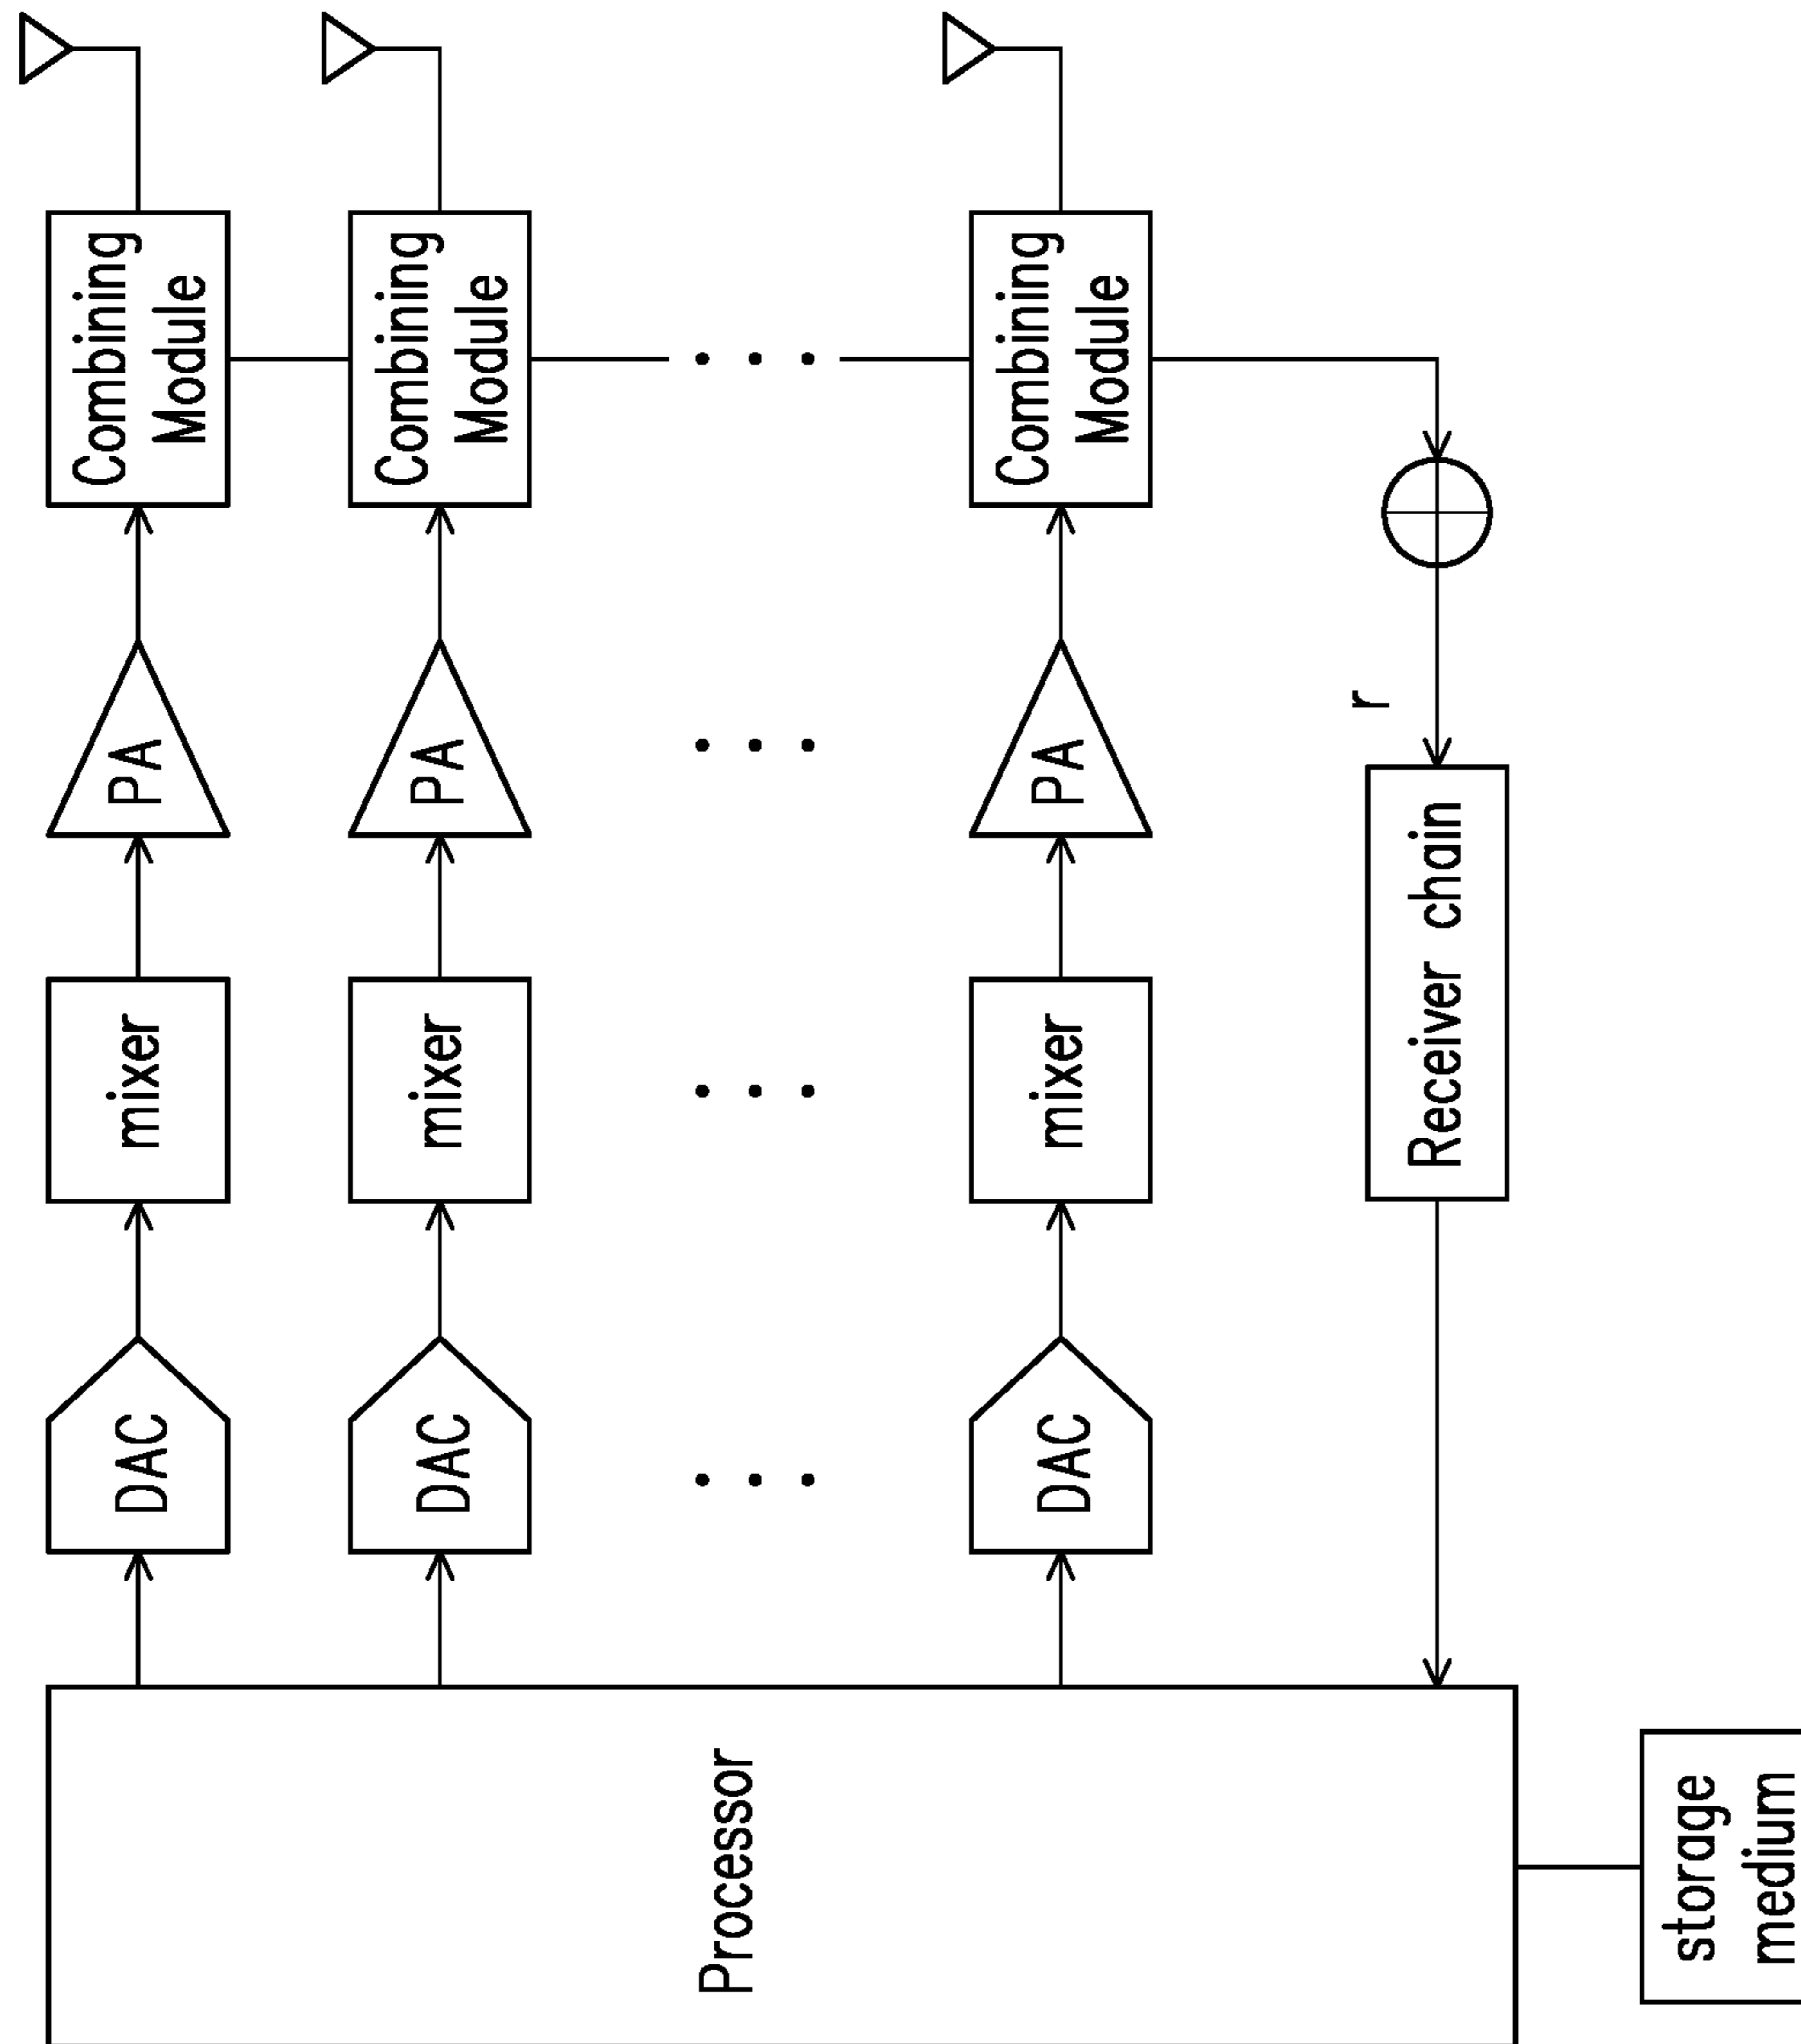 Processor
DAC
mixer
PA
Combining
Module
DAC
mixer
PA
Combining
Module
DAC
mixer
PA
Combining
Module
r
Receiver chain
storage
medium